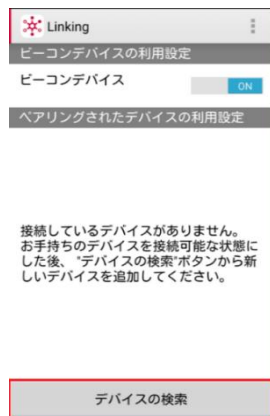 Linking
ビーコンデバイスの利用設定
ビーコンデバイス
ON
ペアリングされたデバイスの利用設定
接続しているデバイスがありません。
お手持ちのデバイスを接続可能な状態に
した後、"デバイスの検索"ボタンから新
しいデバイスを追加してください。
デバイスの検索